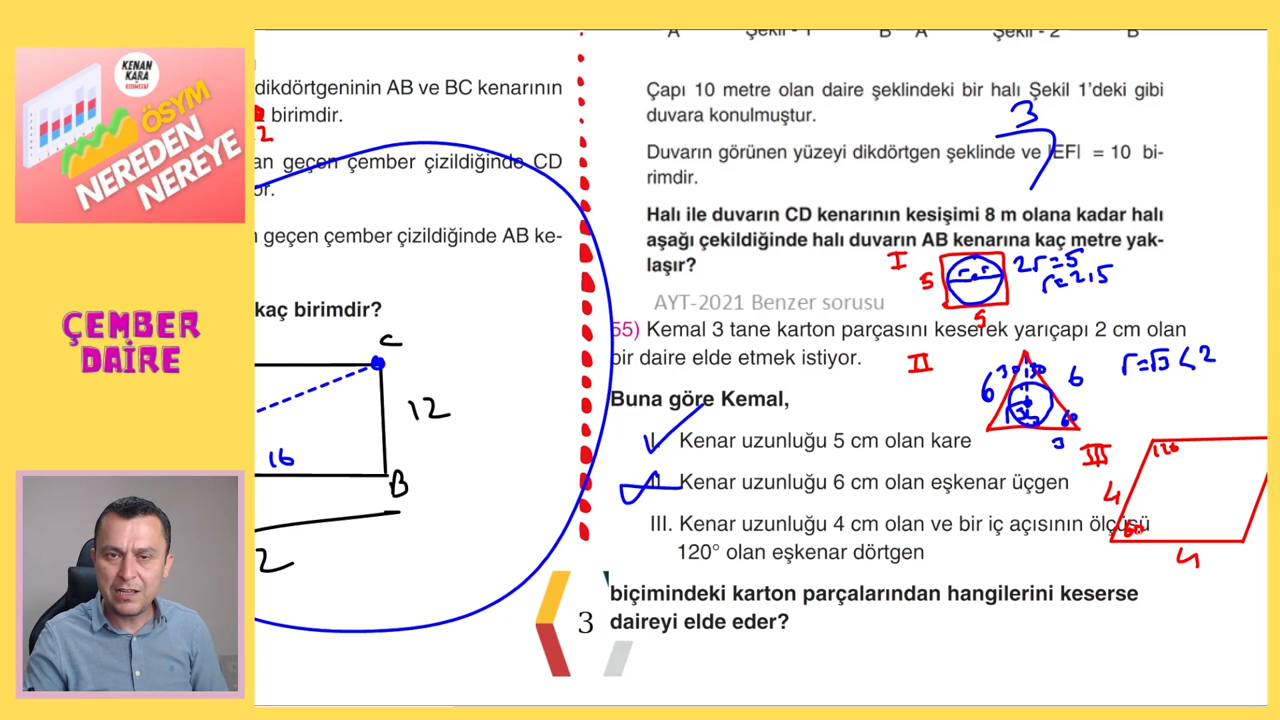 KENAN
KARA
GEOMETRİ
ÖSYM
NEREDEN
NEREYE
ÇEMBER
DAİRE
dikdörtgeninin AB ve BC kenarının
birimdir.
2
an geçen çember çizildiğinde CD
or.
n geçen çember çizildiğinde AB ke-
kaç birimdir?
C
12
16
B
2
A Şekil - 1 B A Şekil - 2 B
Çapı 10 metre olan daire şeklindeki bir halı Şekil 1'deki gibi
duvara konulmuştur.
3
Duvarın görünen yüzeyi dikdörtgen şeklinde ve |EF| = 10 bi-
rimdir.
Halı ile duvarın CD kenarının kesişimi 8 m olana kadar halı
aşağı çekildiğinde halı duvarın AB kenarına kaç metre yak-
laşır?
I
5
r r
5
2r=5
r=2,5
AYT-2021 Benzer sorusu
55) Kemal 3 tane karton parçasını keserek yarıçapı 2 cm olan
bir daire elde etmek istiyor.
II
6
30 30
6
60
3
r=√3<2
Buna göre Kemal,
I. Kenar uzunluğu 5 cm olan kare
II. Kenar uzunluğu 6 cm olan eşkenar üçgen
III. Kenar uzunluğu 4 cm olan ve bir iç açısının ölçüsü
120° olan eşkenar dörtgen
III
120
4
60
4
biçimindeki karton parçalarından hangilerini keserse
daireyi elde eder?
3